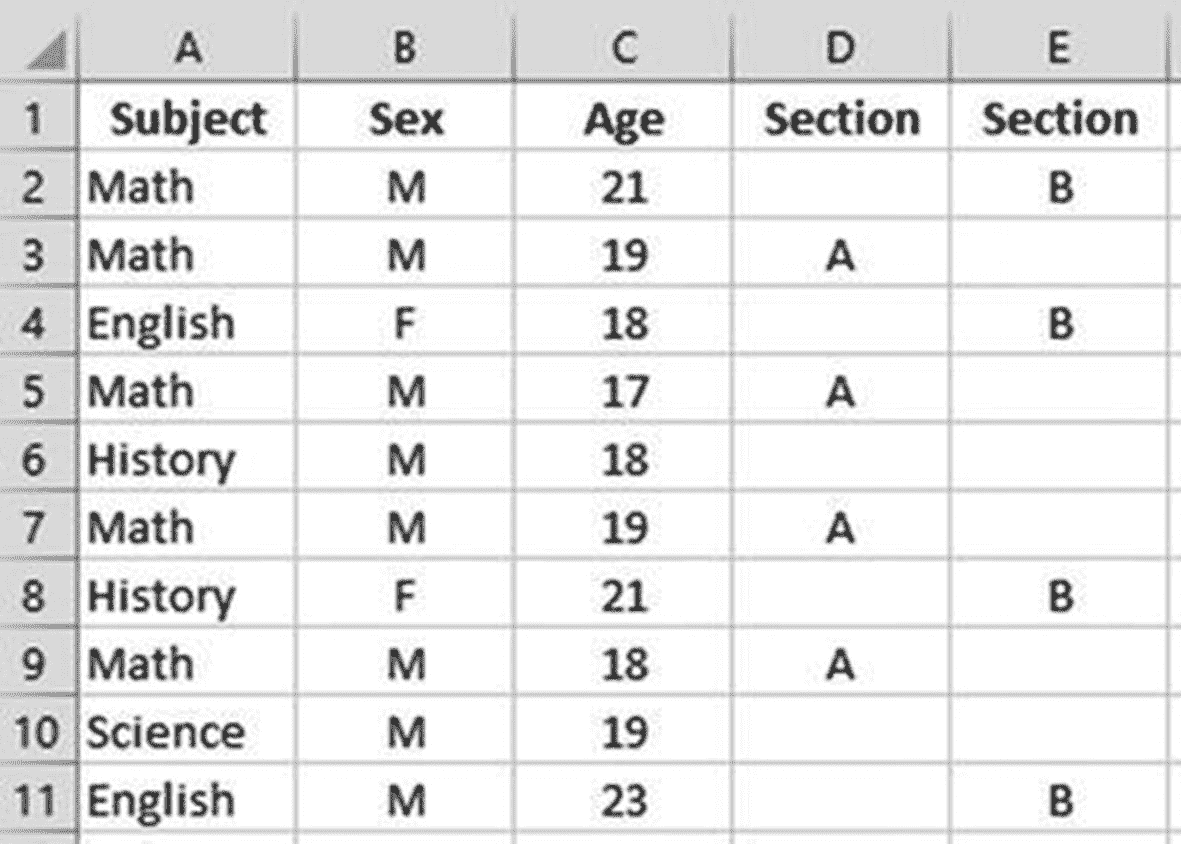 A B C D E
1 Subject Sex Age Section Section
2 Math M 21 B
3 Math M 19 A
4 English F 18 B
5 Math M 17 A
6 History M 18
7 Math M 19 A
8 History F 21 B
9 Math M 18 A
10 Science M 19
11 English M 23 B